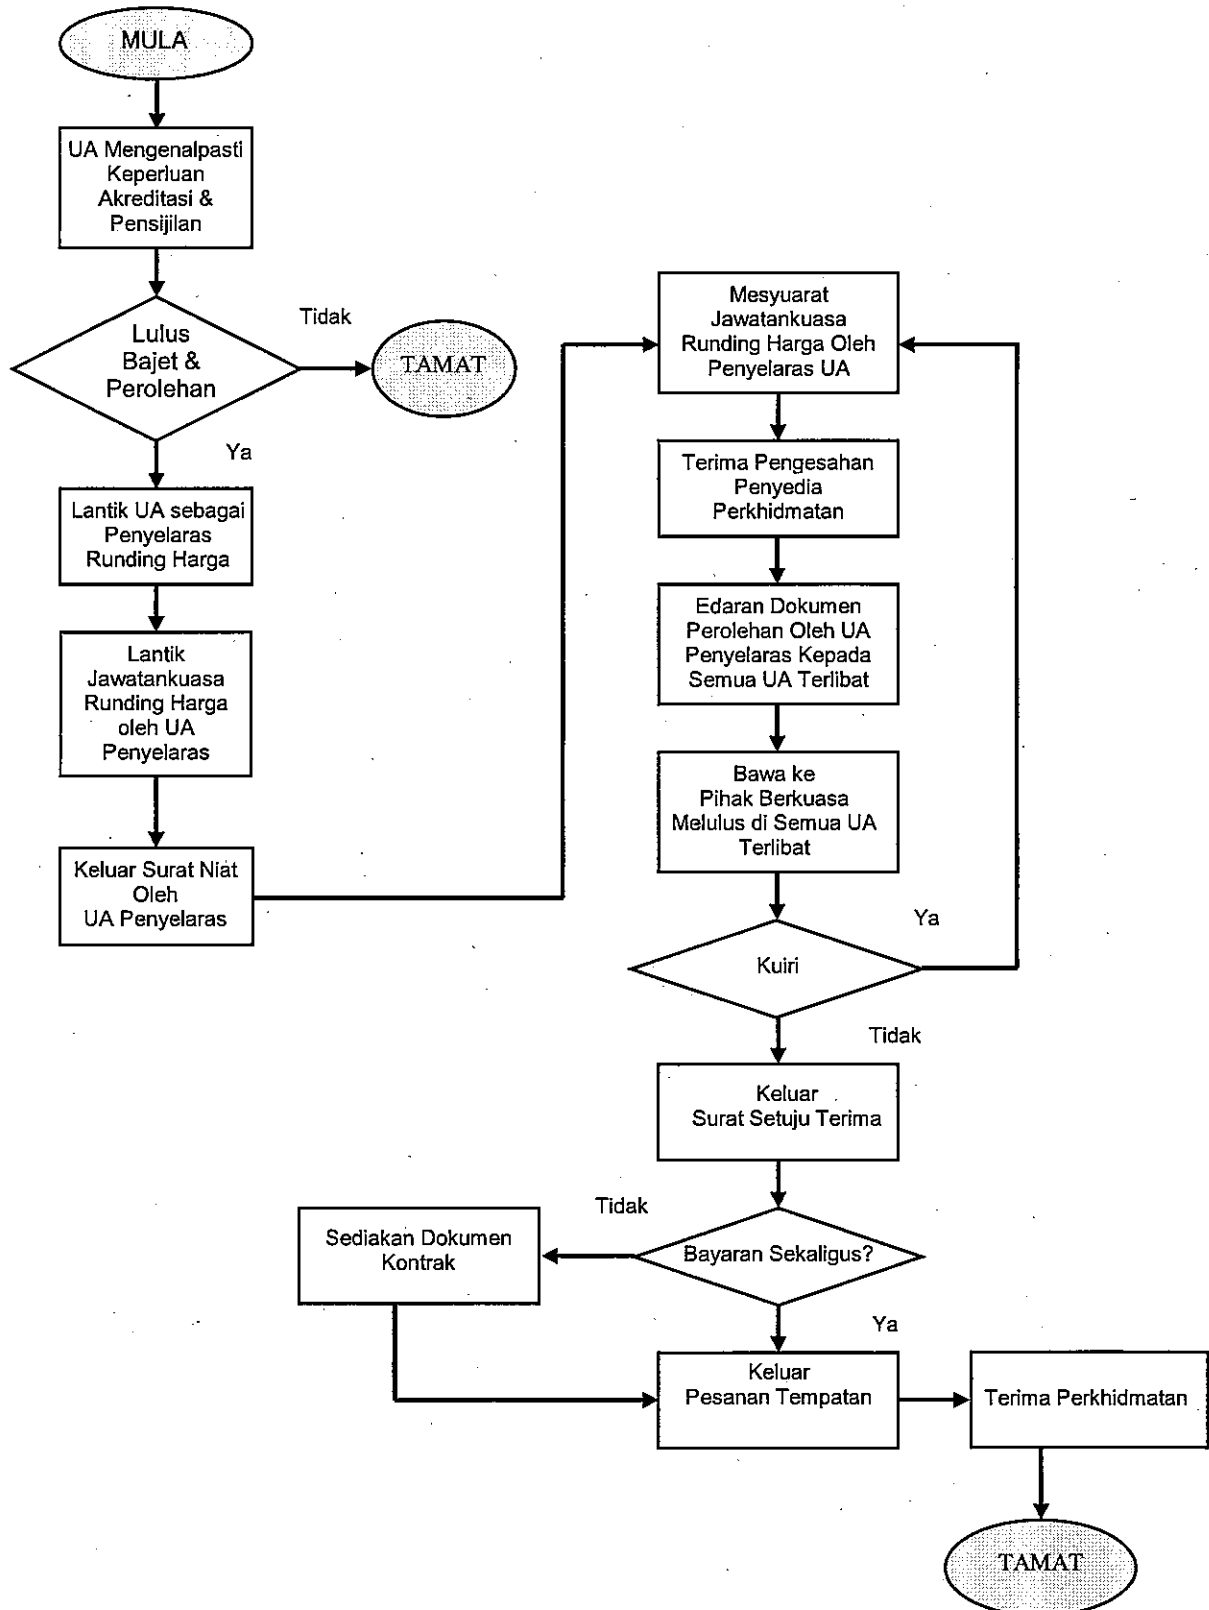 MULA
UA Mengenalpasti
Keperluan
Akreditasi &
Pensijilan
Lulus
Bajet &
Perolehan
Tidak
TAMAT
Ya
Lantik UA sebagai
Penyelaras
Runding Harga
Lantik
Jawatankuasa
Runding Harga
oleh UA
Penyelaras
Keluar Surat Niat
Oleh
UA Penyelaras
Mesyuarat
Jawatankuasa
Runding Harga Oleh
Penyelaras UA
Terima Pengesahan
Penyedia
Perkhidmatan
Edaran Dokumen
Perolehan Oleh UA
Penyelaras Kepada
Semua UA Terlibat
Bawa ke
Pihak Berkuasa
Melulus di Semua UA
Terlibat
Kuiri
Ya
Tidak
Keluar
Surat Setuju Terima
Bayaran Sekaligus?
Tidak
Sediakan Dokumen
Kontrak
Ya
Keluar
Pesanan Tempatan
Terima Perkhidmatan
TAMAT